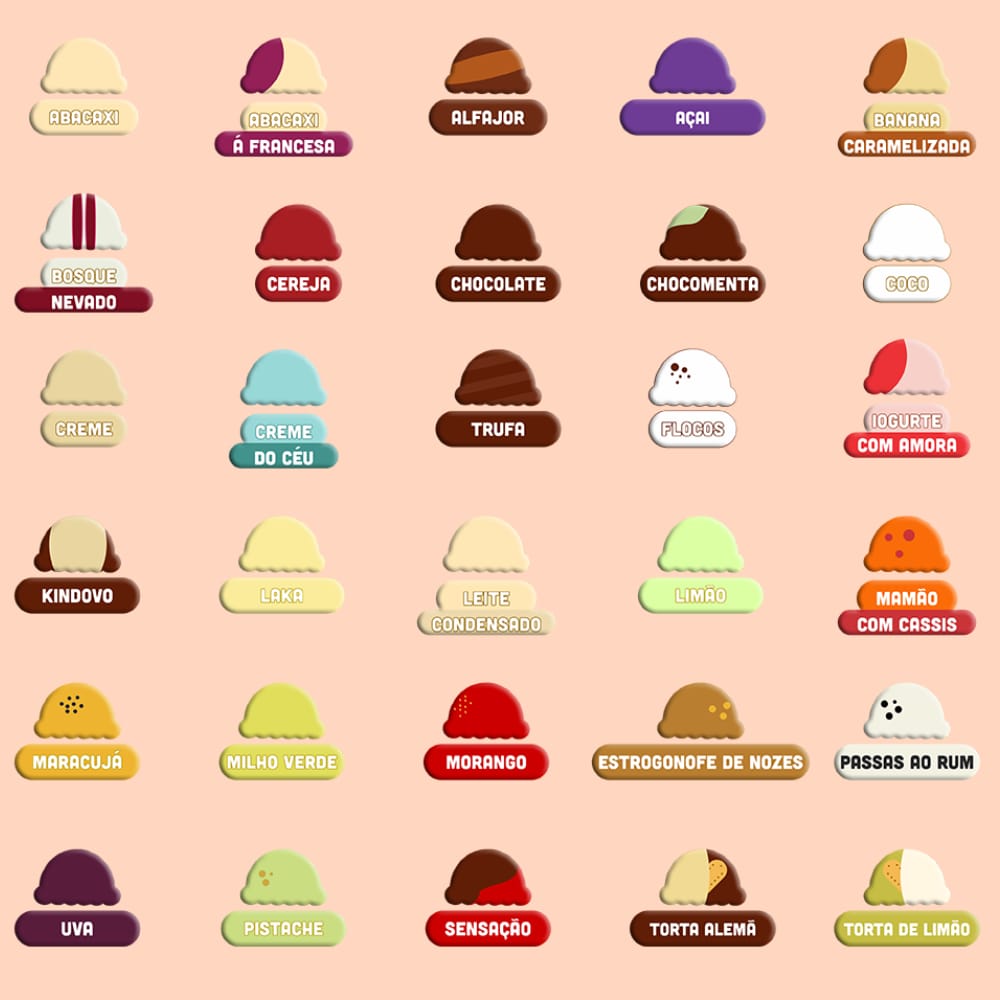 ABACAXI
ABACAXI
Á FRANCESA
ALFAJOR
AÇAI
BANANA
CARAMELIZADA
BOSQUE
NEVADO
CEREJA
CHOCOLATE
CHOCOMENTA
COCO
CREME
CREME
DO CÉU
TRUFA
FLOCOS
IOGURTE
COM AMORA
KINDOVO
LAKA
LEITE
CONDENSADO
LIMÃO
MAMÃO
COM CASSIS
MARACUJÁ
MILHO VERDE
MORANGO
ESTROGONOFE DE NOZES
PASSAS AO RUM
UVA
PISTACHE
SENSAÇÃO
TORTA ALEMÃ
TORTA DE LIMÃO